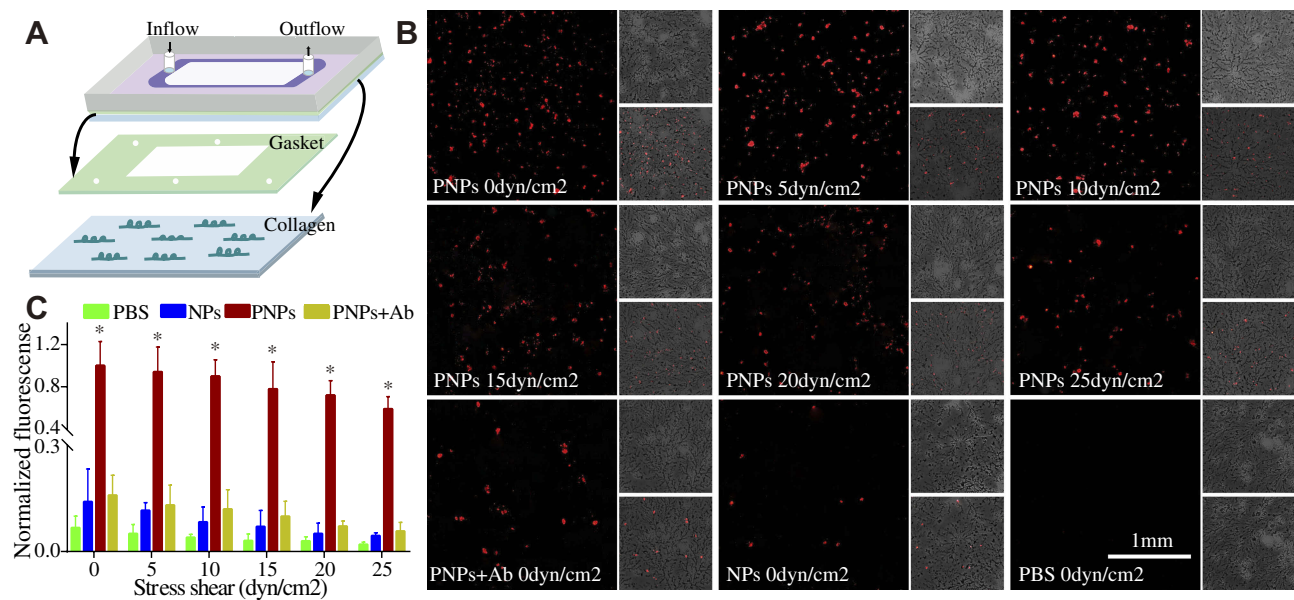 A
Inflow
Outflow
Gasket
Collagen
B
PNPs 0dyn/cm2
PNPs 5dyn/cm2
PNPs 10dyn/cm2
PNPs 15dyn/cm2
PNPs 20dyn/cm2
PNPs 25dyn/cm2
PNPs+Ab 0dyn/cm2
NPs 0dyn/cm2
1mm
PBS 0dyn/cm2
C
PBS NPs PNPs PNPs+Ab
Normalized fluorescense
1.2
0.8
0.4
0.3
0.0
* * * * * *
0 5 10 15 20 25
Stress shear (dyn/cm2)